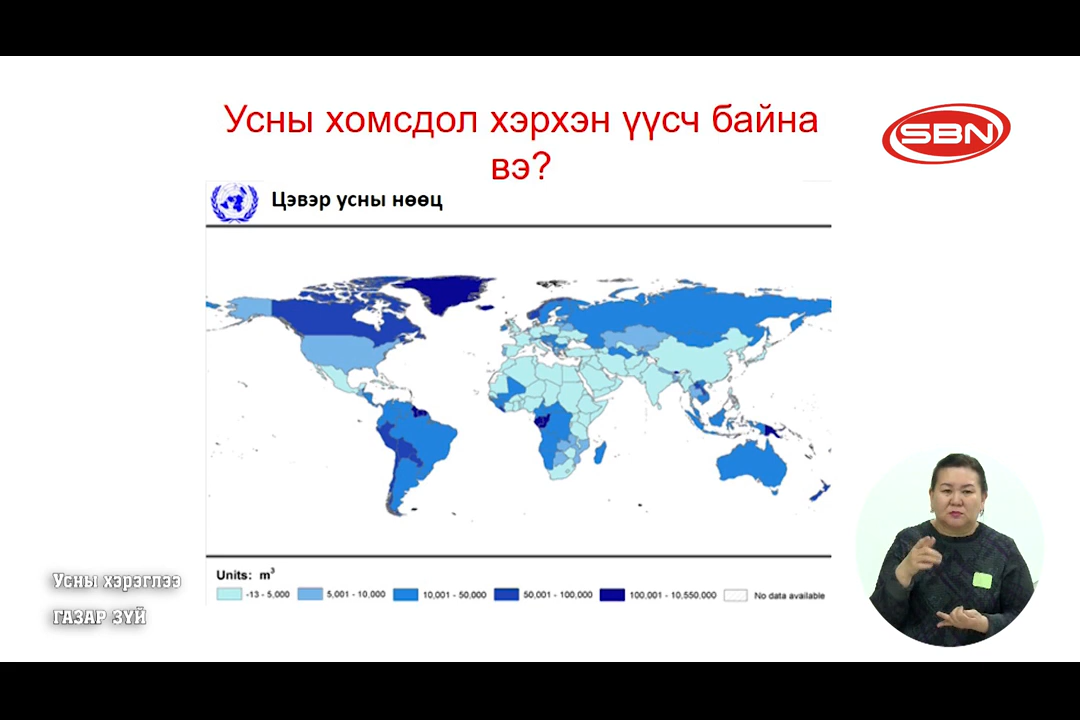 Усны хомсдол хэрхэн үүсч байна
вэ?
SBN
Цэвэр усны нөөц
Units: m³
-13 - 5,000 5,001 - 10,000 10,001 - 50,000 50,001 - 100,000 100,001 - 10,550,000 No data available
Усны хэрэглээ
ГАЗАР ЗҮЙ